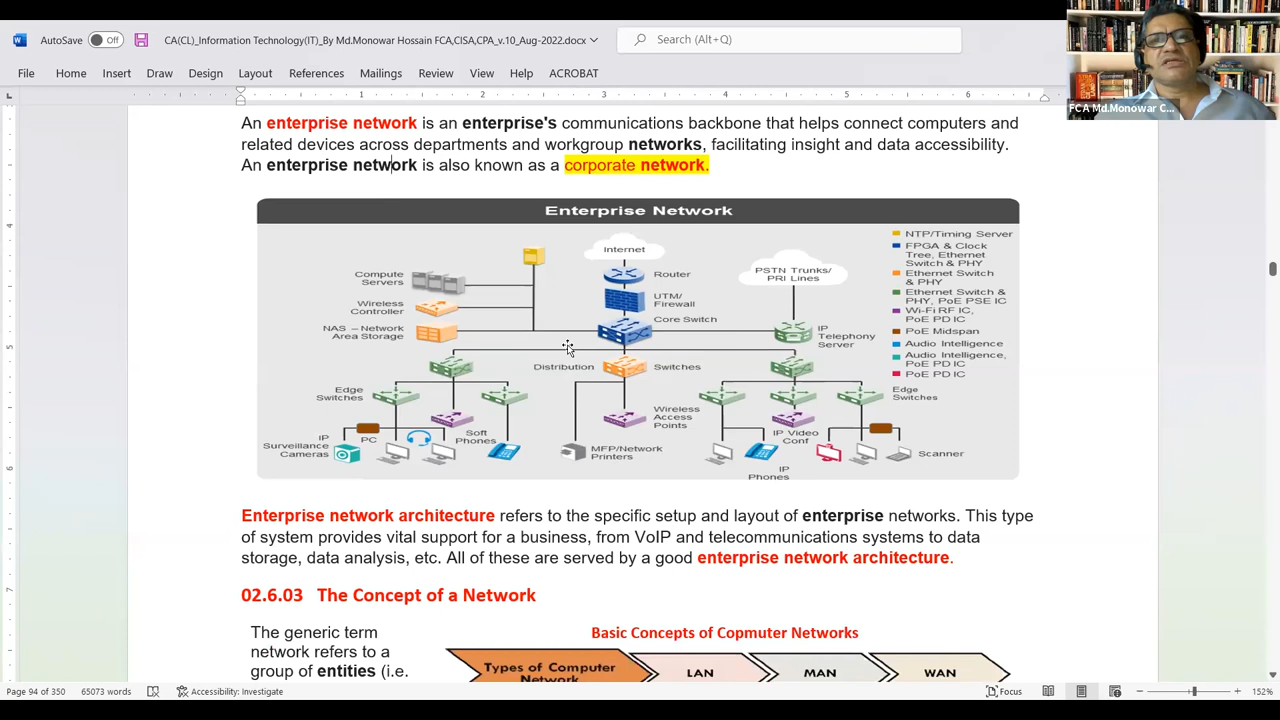 AutoSave Off CA(CL)_Information Technology(IT)_By Md.Monowar Hossain FCA,CISA,CPA_v.10_Aug-2022.docx Search (Alt+Q)
FCA Md.Monowar C...
File Home Insert Draw Design Layout References Mailings Review View Help ACROBAT
1 2 3 4 5 6
An enterprise network is an enterprise's communications backbone that helps connect computers and
related devices across departments and workgroup networks, facilitating insight and data accessibility.
An enterprise network is also known as a corporate network.
Enterprise Network
Internet
Router
UTM/
Firewall
Core Switch
PSTN Trunks/
PRI Lines
Compute
Servers
Wireless
Controller
NAS – Network
Area Storage
IP
Telephony
Server
Distribution Switches
Edge
Switches
Edge
Switches
Wireless
Access
Points
IP
Surveillance
Cameras
PC
Soft
Phones
MFP/Network
Printers
IP Video
Conf
IP
Phones
Scanner
NTP/Timing Server
FPGA & Clock
Tree, Ethernet
Switch & PHY
Ethernet Switch
& PHY
Ethernet Switch &
PHY, PoE PSE IC
Wi-Fi RF IC,
PoE PD IC
PoE Midspan
Audio Intelligence
Audio Intelligence,
PoE PD IC
PoE PD IC
Enterprise network architecture refers to the specific setup and layout of enterprise networks. This type
of system provides vital support for a business, from VoIP and telecommunications systems to data
storage, data analysis, etc. All of these are served by a good enterprise network architecture.
02.6.03 The Concept of a Network
The generic term
network refers to a
group of entities (i.e.
Basic Concepts of Copmuter Networks
Types of Computer
Network
LAN
MAN
WAN
Page 94 of 350 65073 words Accessibility: Investigate Focus 152%